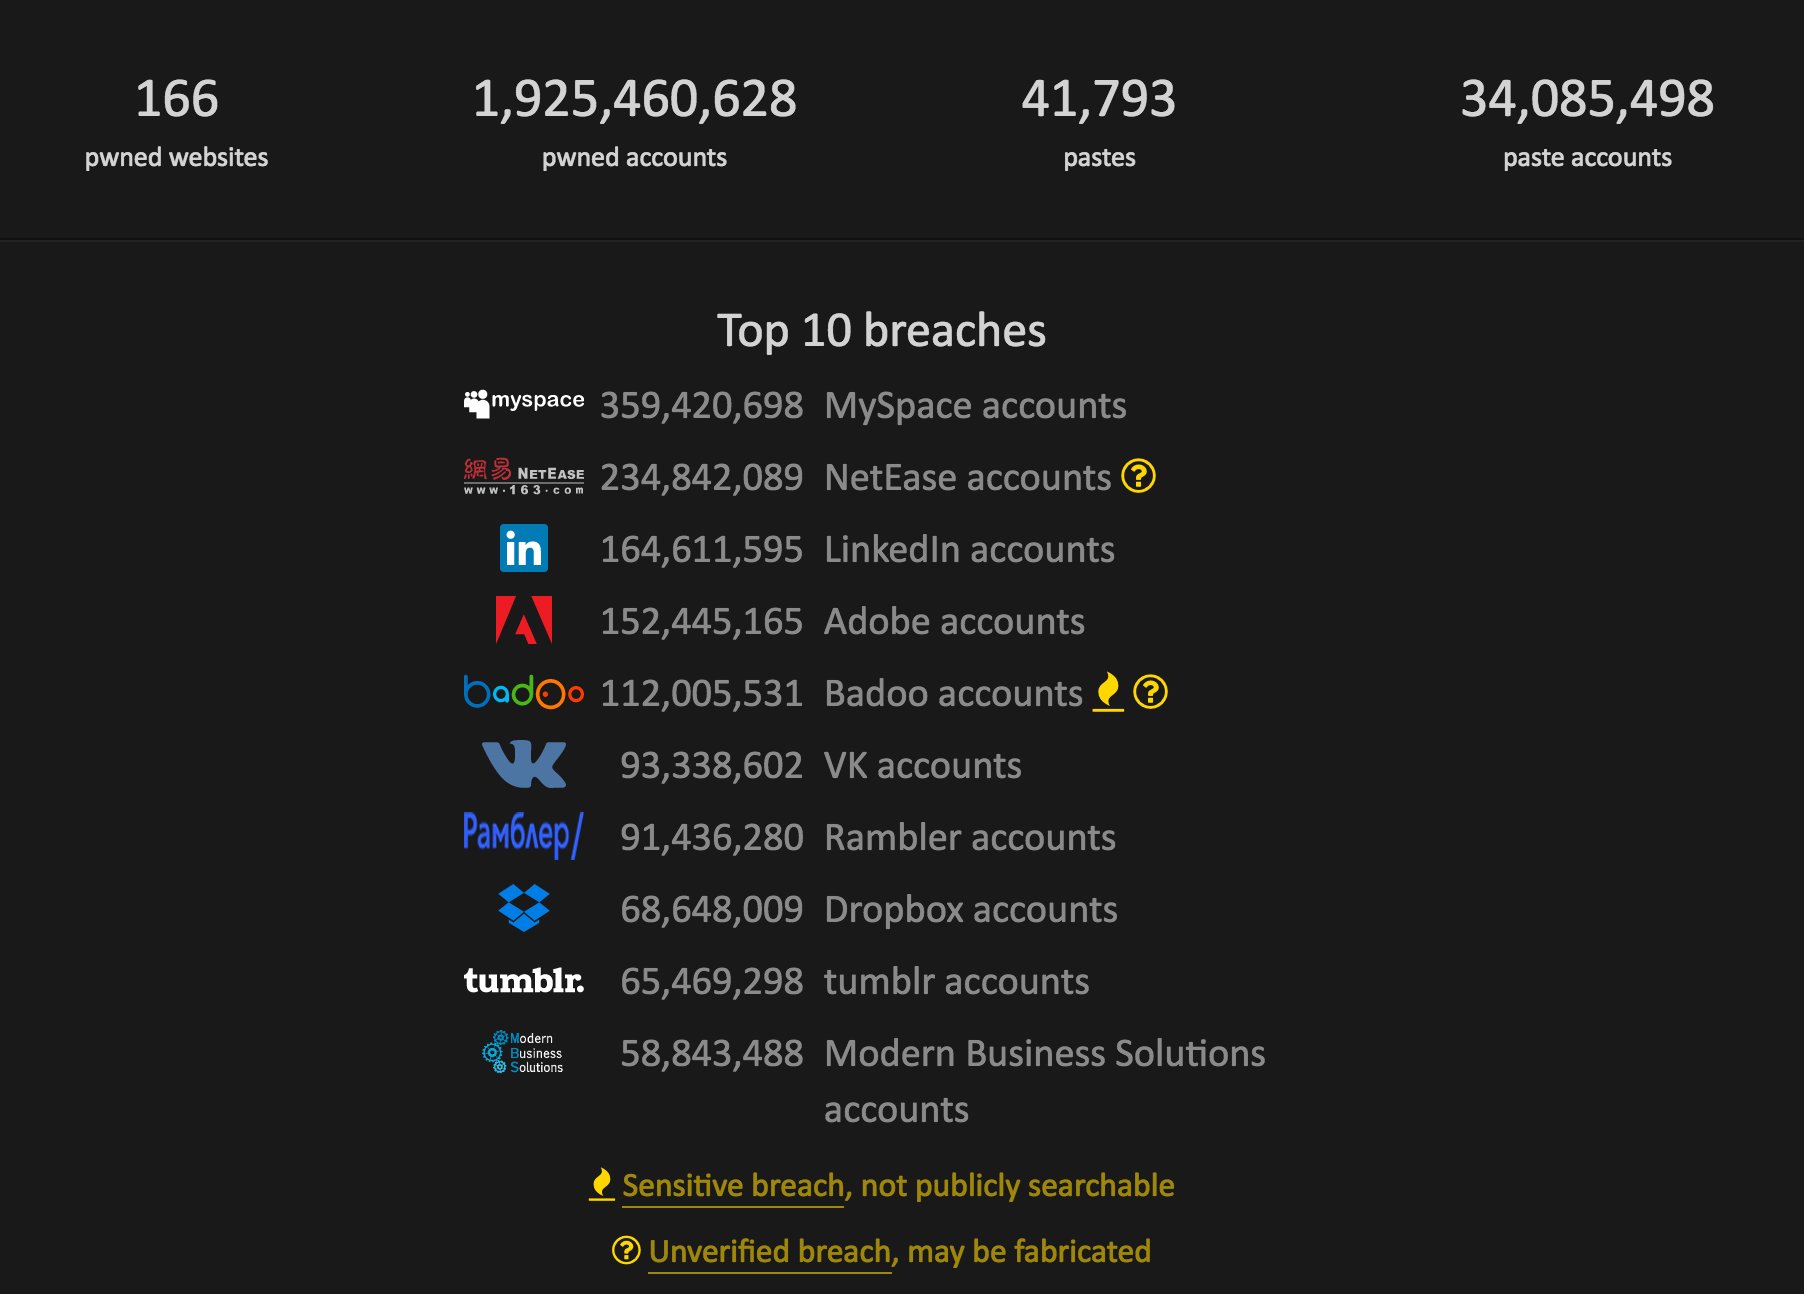 166
pwned websites
1,925,460,628
pwned accounts
41,793
pastes
34,085,498
paste accounts
Top 10 breaches
myspace 359,420,698 MySpace accounts
網易 NETEASE
www.163.com
234,842,089 NetEase accounts ?
in 164,611,595 LinkedIn accounts
152,445,165 Adobe accounts
badoo 112,005,531 Badoo accounts ?
VK 93,338,602 VK accounts
Рамблер/ 91,436,280 Rambler accounts
68,648,009 Dropbox accounts
tumblr. 65,469,298 tumblr accounts
Modern
Business
Solutions
58,843,488 Modern Business Solutions
accounts
Sensitive breach, not publicly searchable
? Unverified breach, may be fabricated